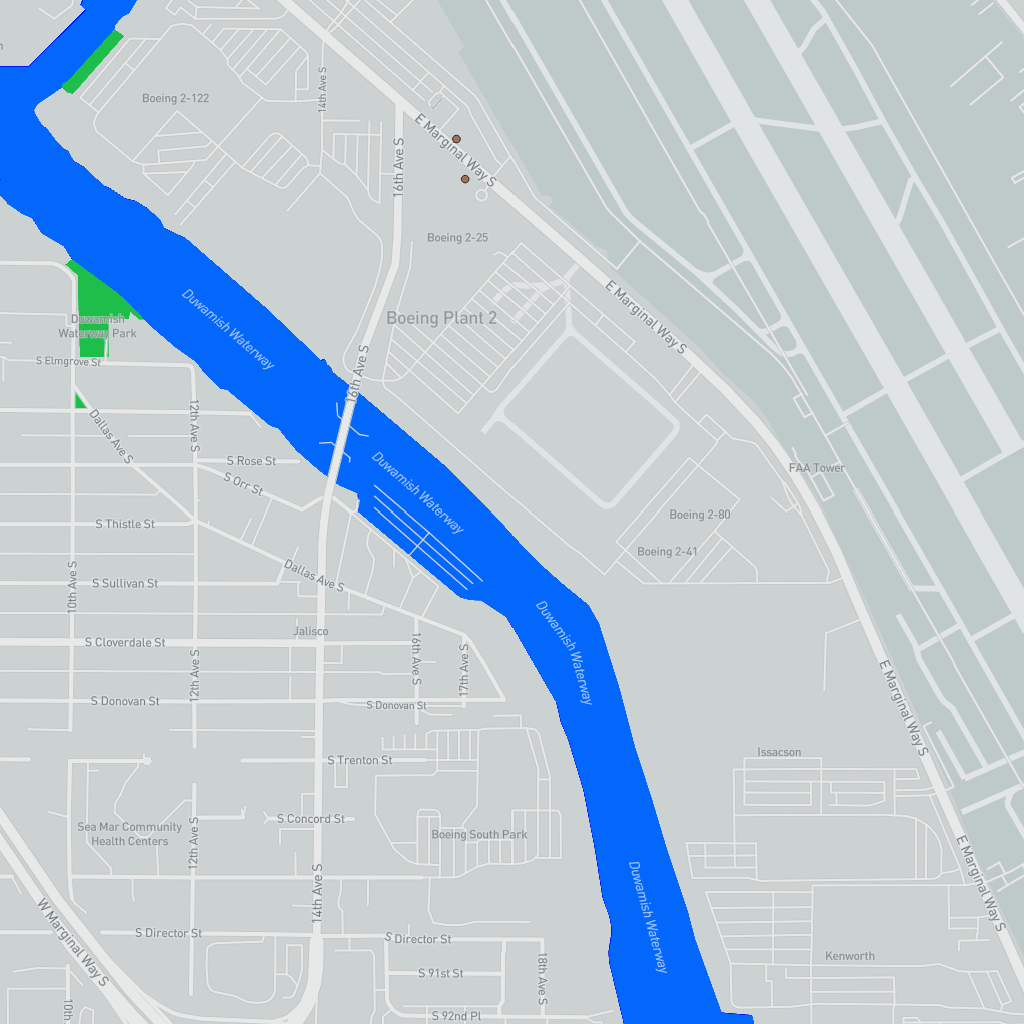 Boeing 2-122
14th Ave S
E Marginal Way S
16th Ave S
Boeing 2-25
Duwamish Waterway
E Marginal Way S
Boeing Plant 2
Duwamish
Waterway Park
S Elmgrove St
16th Ave S
12th Ave S
Dallas Ave S
S Rose St
S Orr St
Duwamish Waterway
FAA Tower
S Thistle St
Boeing 2-80
Boeing 2-41
Dallas Ave S
S Sullivan St
10th Ave S
Duwamish Waterway
Jalisco
S Cloverdale St
16th Ave S
17th Ave S
12th Ave S
E Marginal Way S
S Donovan St
S Donovan St
Issacson
S Trenton St
S Concord St
Sea Mar Community
Health Centers
12th Ave S
Boeing South Park
E Marginal Way S
14th Ave S
Duwamish Waterway
W Marginal Way S
S Director St
S Director St
Kenworth
S 91st St
18th Ave S
10th
S 92nd Pl